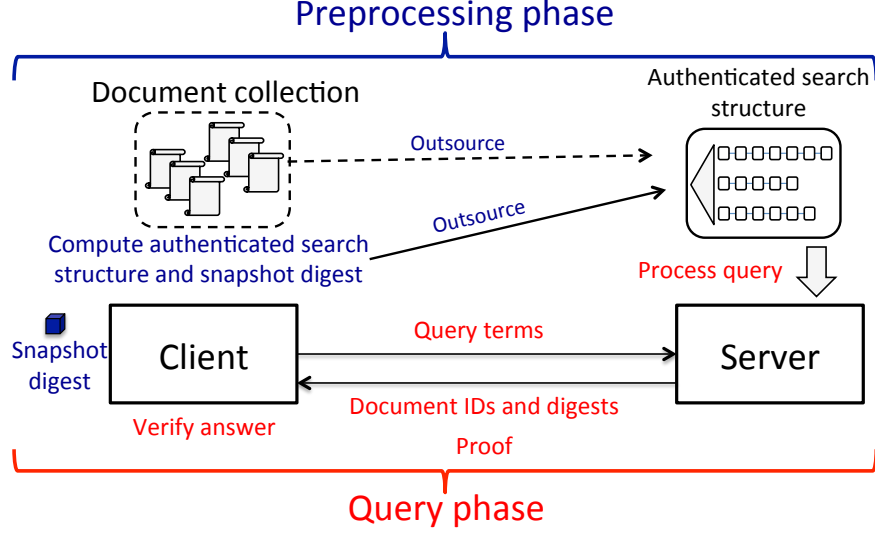 Preprocessing phase
Document collection
Authenticated search
structure
Outsource
Outsource
Compute authenticated search
structure and snapshot digest
Process query
Snapshot
digest
Client
Query terms
Server
Document IDs and digests
Verify answer
Proof
Query phase